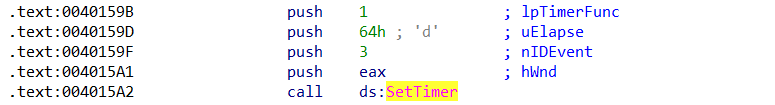 .text:0040159B push 1 ; lpTimerFunc
.text:0040159D push 64h ; 'd' ; uElapse
.text:0040159F push 3 ; nIDEvent
.text:004015A1 push eax ; hWnd
.text:004015A2 call ds:SetTimer